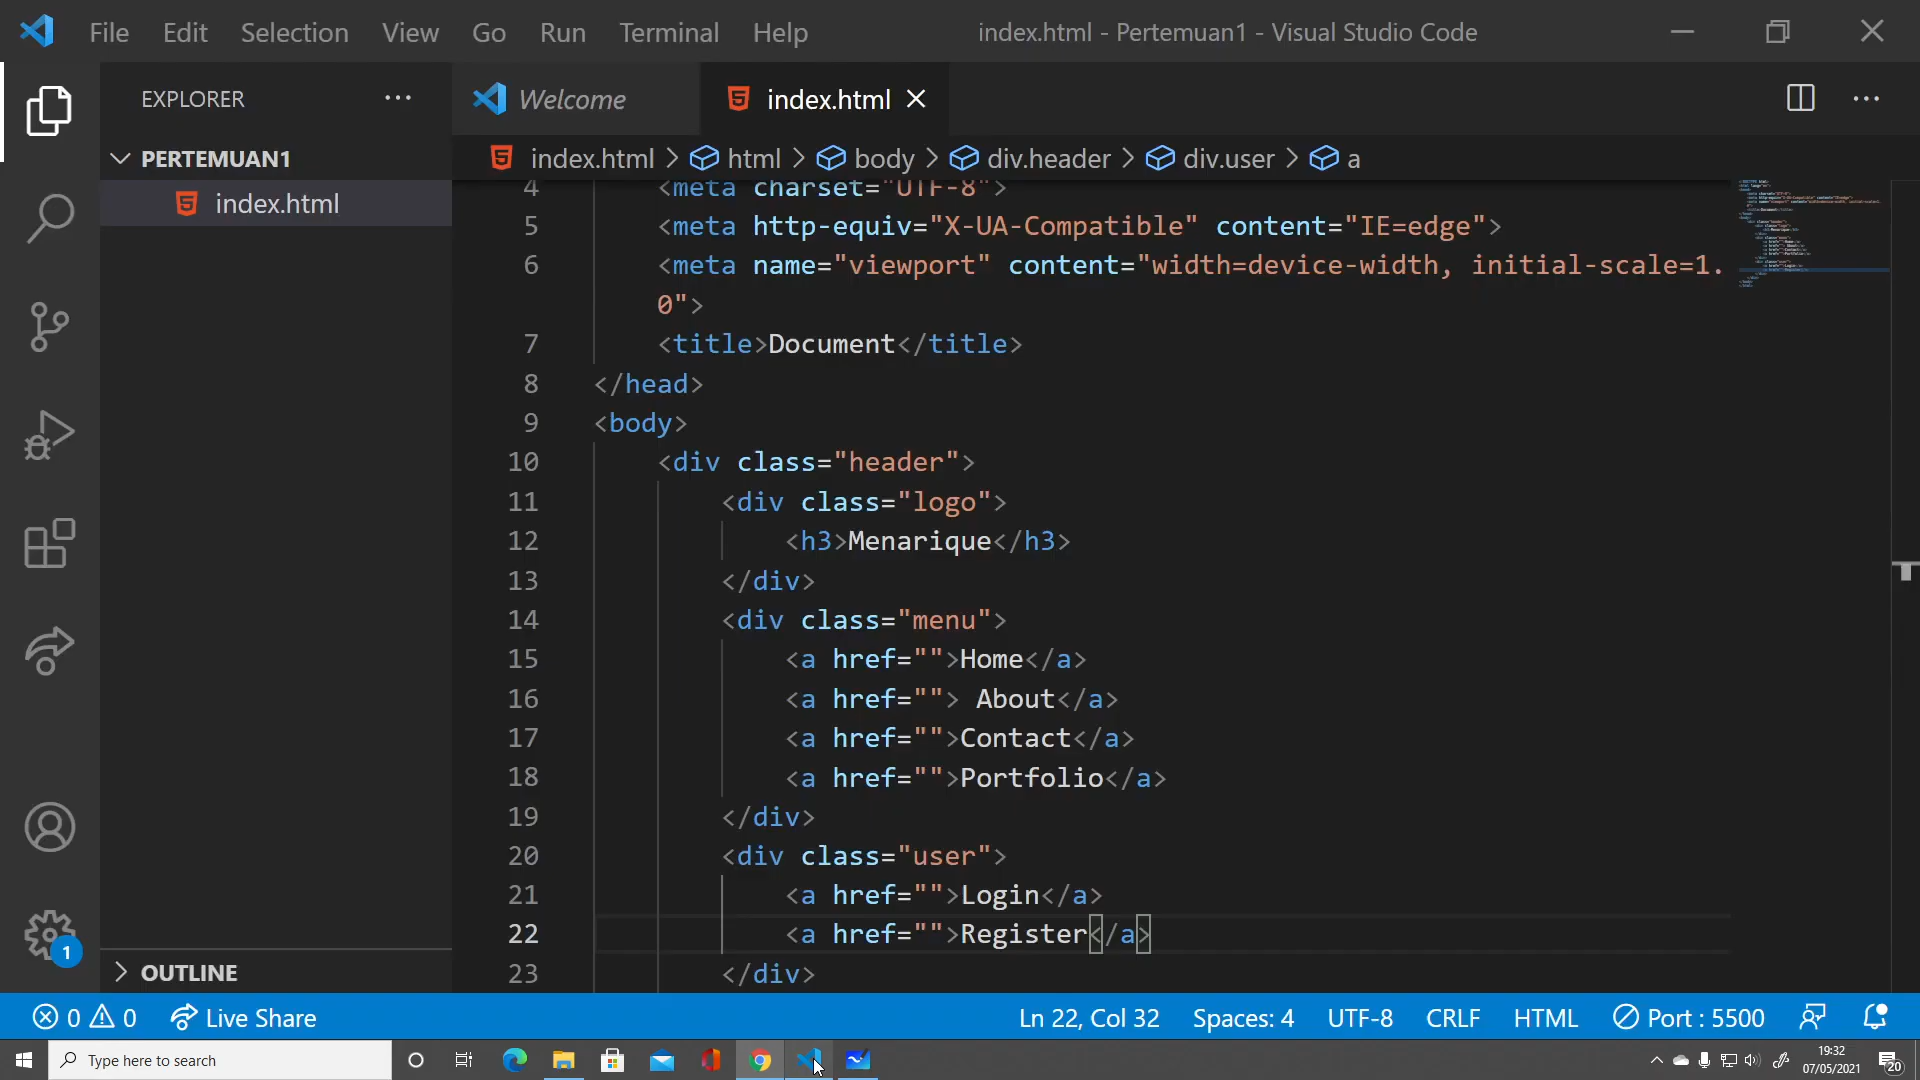 File Edit Selection View Go Run Terminal Help index.html - Pertemuan1 - Visual Studio Code
EXPLORER
Welcome
index.html
PERTEMUAN1
index.html
index.html > html > body > div.header > div.user > a
4 <meta charset="UTF-8">
5 <meta http-equiv="X-UA-Compatible" content="IE=edge">
6 <meta name="viewport" content="width=device-width, initial-scale=1.
0">
7 <title>Document</title>
8 </head>
9 <body>
10 <div class="header">
11 <div class="logo">
12 <h3>Menarique</h3>
13 </div>
14 <div class="menu">
15 <a href="">Home</a>
16 <a href=""> About</a>
17 <a href="">Contact</a>
18 <a href="">Portfolio</a>
19 </div>
20 <div class="user">
21 <a href="">Login</a>
22 <a href="">Register</a>
23 </div>
1
OUTLINE
0 0 Live Share Ln 22, Col 32 Spaces: 4 UTF-8 CRLF HTML Port : 5500
Type here to search
19:32
07/05/2021
20